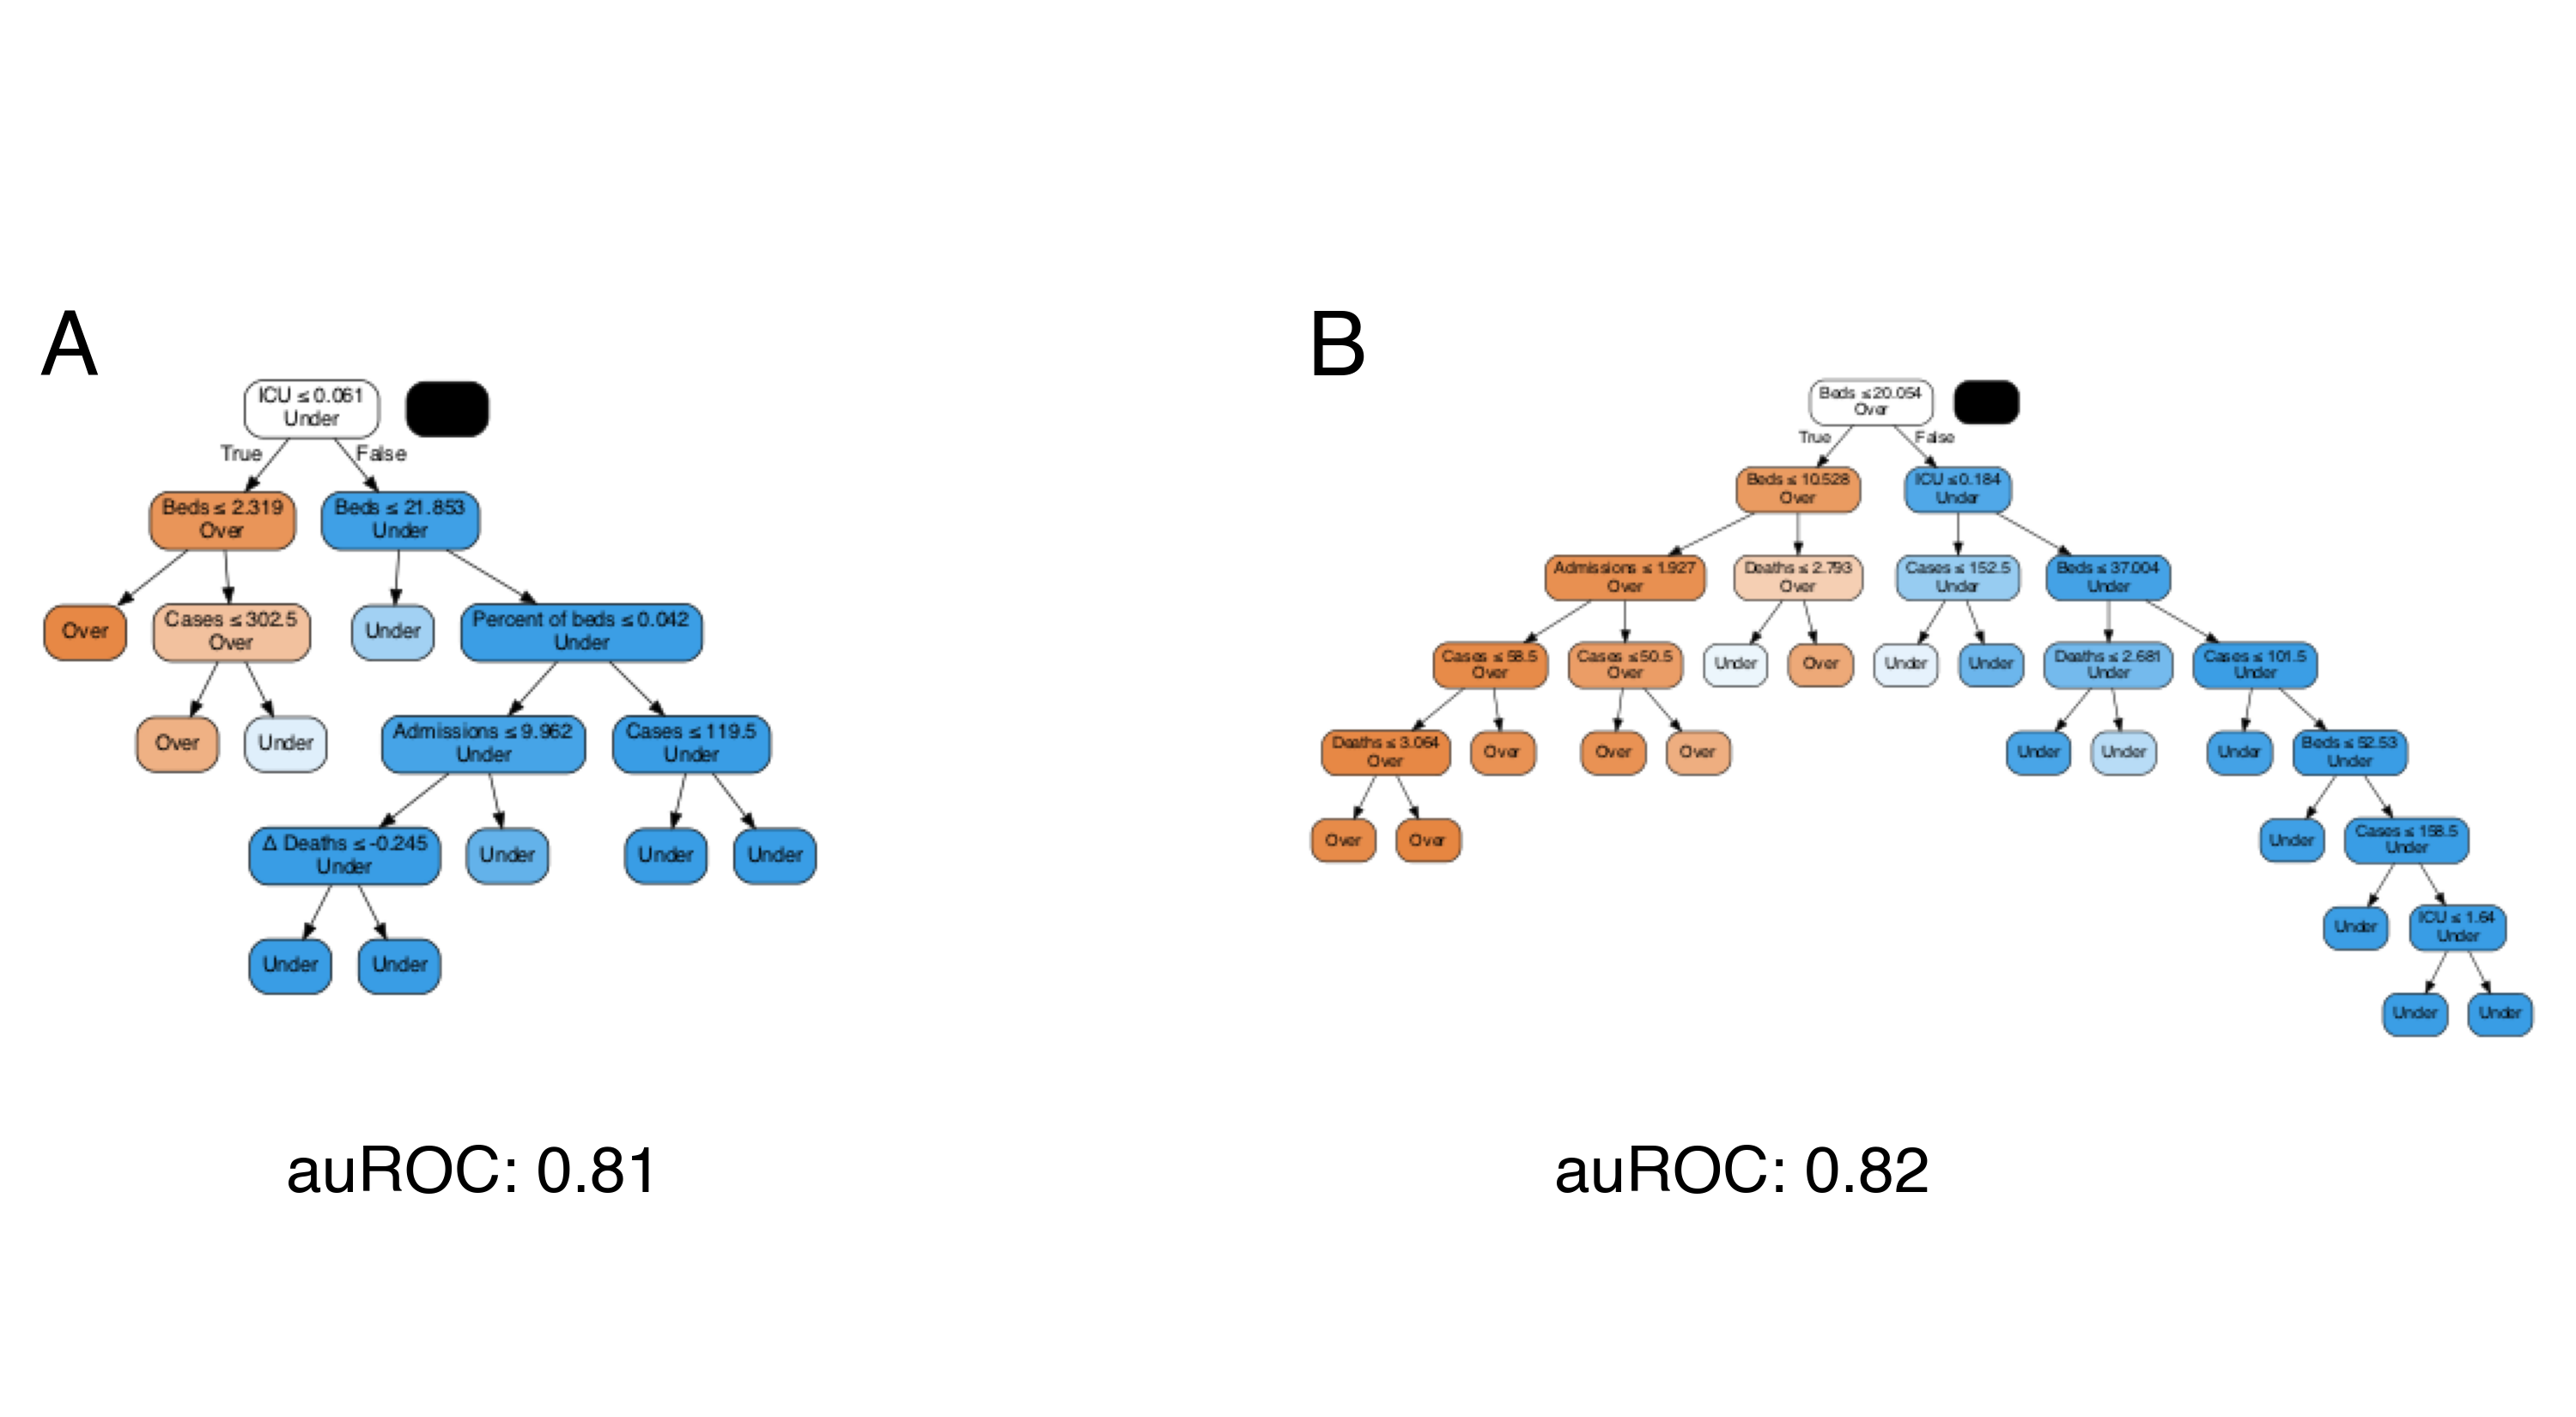 A
ICU ≤ 0.061
Under
True
False
Beds ≤ 2.319
Over
Beds ≤ 21.853
Under
Over
Cases ≤ 302.5
Over
Under
Percent of beds ≤ 0.042
Under
Over
Under
Admissions ≤ 9.962
Under
Cases ≤ 119.5
Under
Δ Deaths ≤ -0.245
Under
Under
Under
Under
Under
Under
auROC: 0.81
B
Beds ≤ 20.054
Over
True
False
Beds ≤ 10.528
Over
ICU ≤ 0.184
Under
Admissions ≤ 1.927
Over
Deaths ≤ 2.793
Over
Cases ≤ 152.5
Under
Beds ≤ 37.004
Under
Cases ≤ 58.5
Over
Cases ≤ 50.5
Over
Under
Over
Under
Under
Deaths ≤ 2.681
Under
Cases ≤ 101.5
Under
Deaths ≤ 3.064
Over
Over
Over
Over
Under
Under
Under
Beds ≤ 52.53
Under
Over
Over
Under
Cases ≤ 158.5
Under
Under
ICU ≤ 1.64
Under
Under
Under
auROC: 0.82